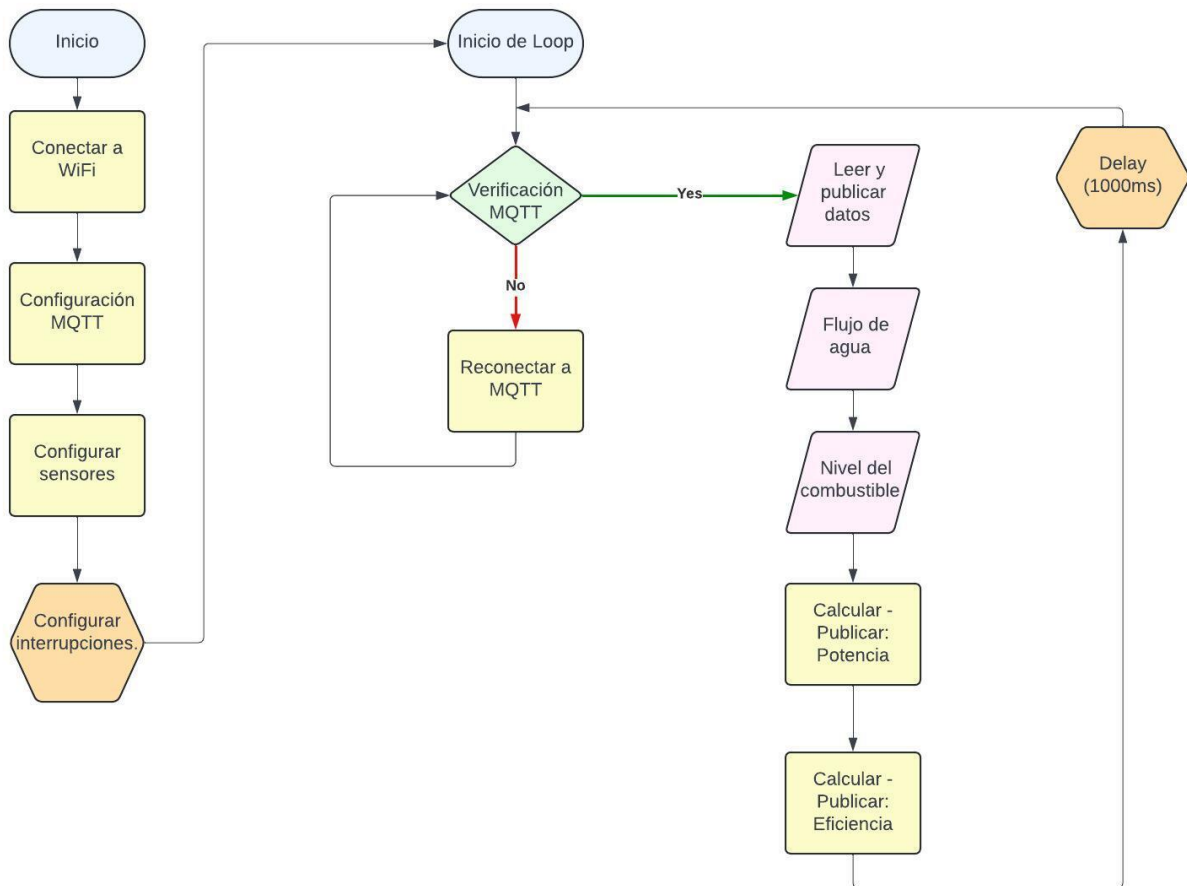 Inicio
Conectar a
WiFi
Configuración
MQTT
Configurar
sensores
Configurar
interrupciones.
Inicio de Loop
Verificación
MQTT
Yes
No
Reconectar a
MQTT
Leer y
publicar
datos
Flujo de
agua
Nivel del
combustible
Calcular -
Publicar:
Potencia
Calcular -
Publicar:
Eficiencia
Delay
(1000ms)